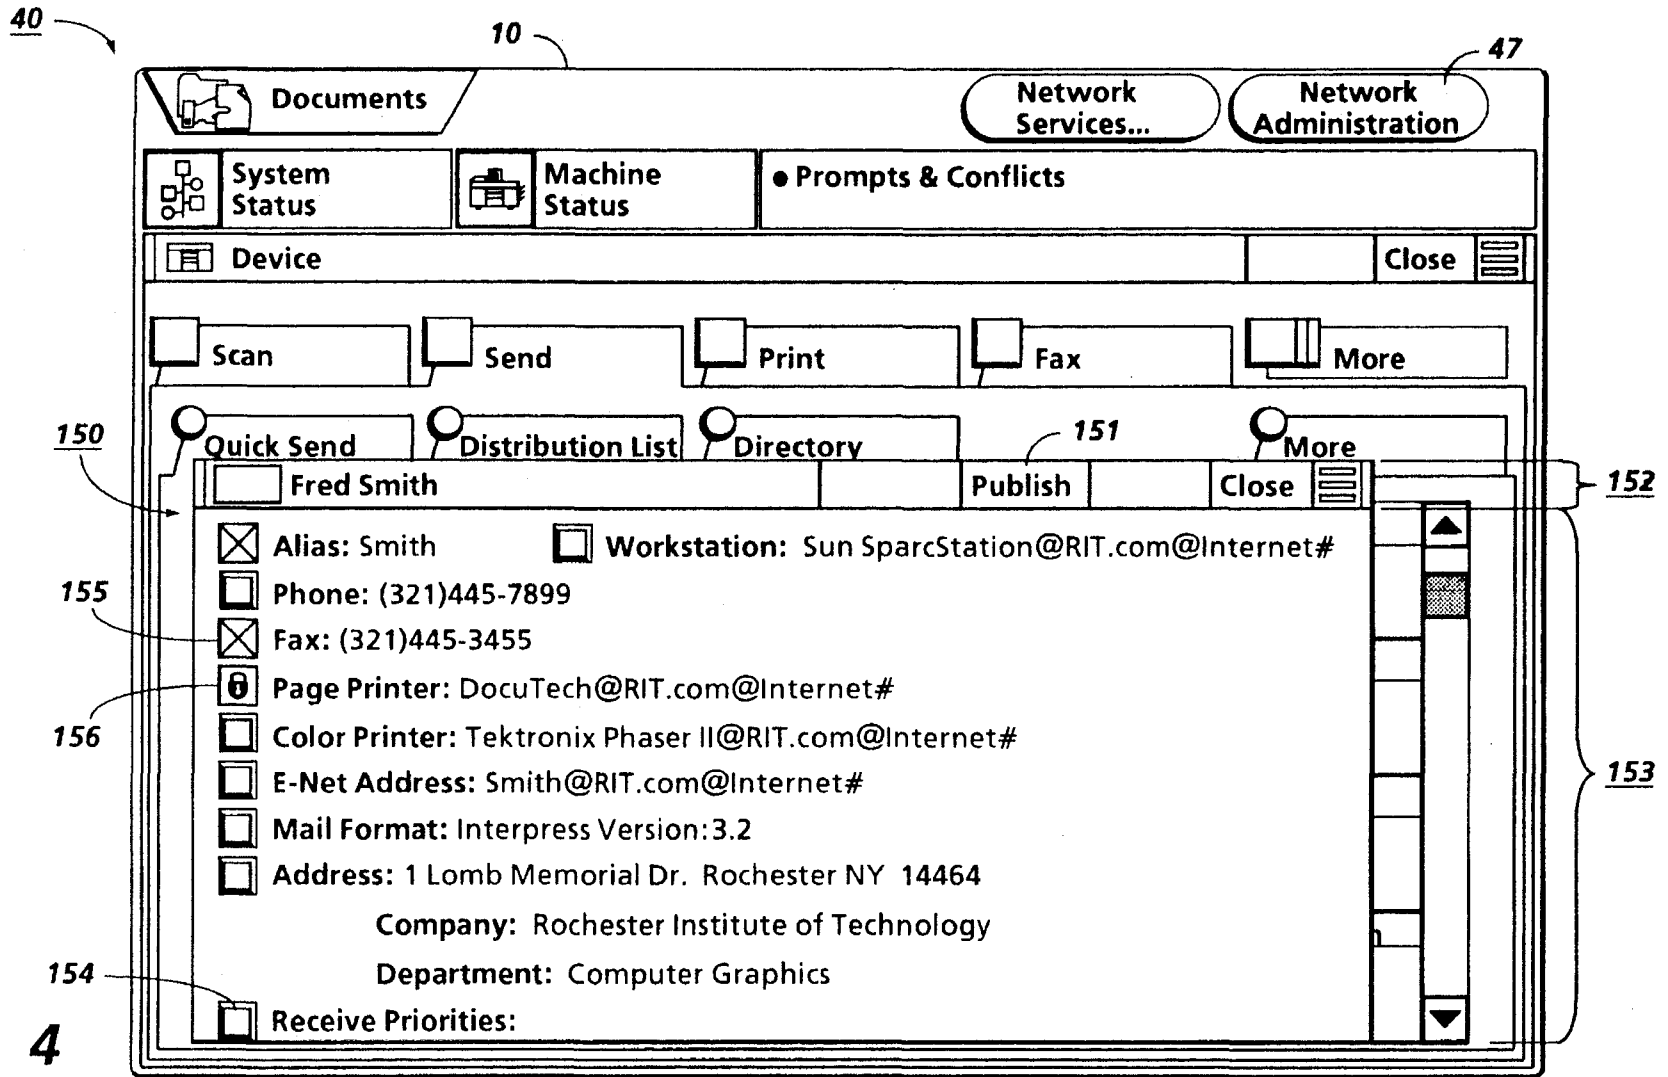 40
10
47
Documents
Network Services...
Network Administration
System Status
Machine Status
• Prompts & Conflicts
Device
Close
Scan
Send
Print
Fax
More
150
Quick Send
Distribution List
Directory
151
More
Fred Smith
Publish
Close
152
Alias: Smith
Workstation: Sun SparcStation@RIT.com@Internet#
155
Phone: (321)445-7899
Fax: (321)445-3455
Page Printer: DocuTech@RIT.com@Internet#
156
Color Printer: Tektronix Phaser II@RIT.com@Internet#
E-Net Address: Smith@RIT.com@Internet#
153
Mail Format: Interpress Version:3.2
Address: 1 Lomb Memorial Dr. Rochester NY 14464
Company: Rochester Institute of Technology
154
Department: Computer Graphics
Receive Priorities:
4